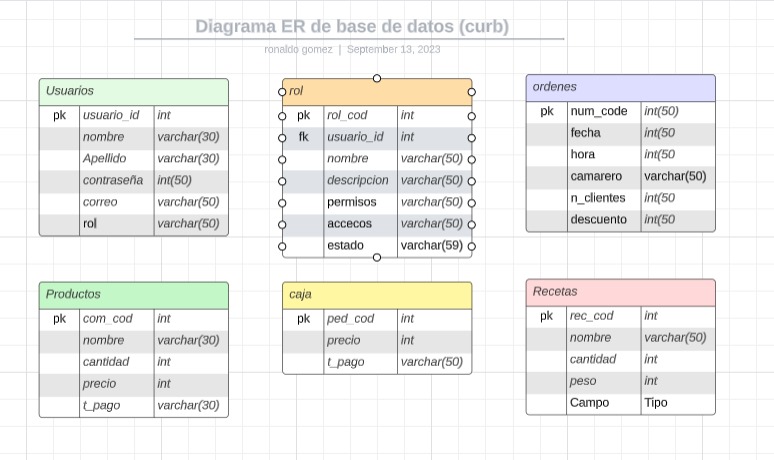 Diagrama ER de base de datos (curb)
ronaldo gomez | September 13, 2023
Usuarios
pk usuario_id int
nombre varchar(30)
Apellido varchar(30)
contraseña int(50)
correo varchar(50)
rol varchar(50)
rol
pk rol_cod int
fk usuario_id int
nombre varchar(50)
descripcion varchar(50)
permisos varchar(50)
accecos varchar(50)
estado varchar(59)
ordenes
pk num_code int(50)
fecha int(50
hora int(50
camarero varchar(50)
n_clientes int(50
descuento int(50
Productos
pk com_cod int
nombre varchar(30)
cantidad int
precio int
t_pago varchar(30)
caja
pk ped_cod int
precio int
t_pago varchar(50)
Recetas
pk rec_cod int
nombre varchar(50)
cantidad int
peso int
Campo Tipo